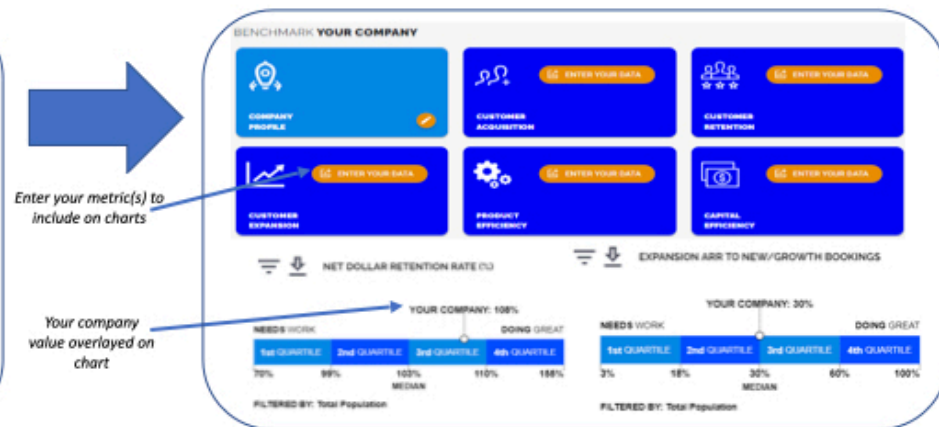 BENCHMARK YOUR COMPANY
COMPANY
PROFILE
ENTER YOUR DATA
CUSTOMER
ACQUISITION
ENTER YOUR DATA
CUSTOMER
RETENTION
Enter your metric(s) to
include on charts
ENTER YOUR DATA
CUSTOMER
EXPANSION
ENTER YOUR DATA
PRODUCT
EFFICIENCY
ENTER YOUR DATA
CAPITAL
EFFICIENCY
NET DOLLAR RETENTION RATE (%)
EXPANSION ARR TO NEW/GROWTH BOOKINGS
Your company
value overlayed on
chart
YOUR COMPANY: 108%
NEEDS WORK DOING GREAT
1st QUARTILE 2nd QUARTILE 3rd QUARTILE 4th QUARTILE
70% 99% 103% 110% 188%
MEDIAN
FILTERED BY: Total Population
YOUR COMPANY: 30%
NEEDS WORK DOING GREAT
1st QUARTILE 2nd QUARTILE 3rd QUARTILE 4th QUARTILE
3% 18% 30% 60% 100%
MEDIAN
FILTERED BY: Total Population